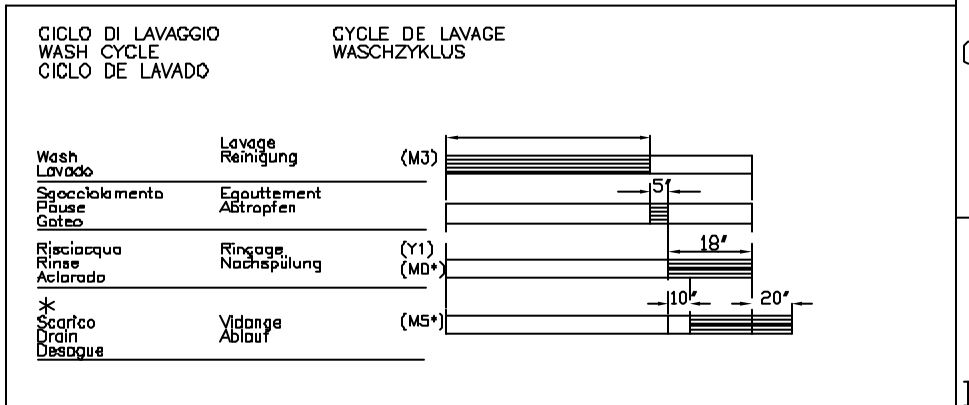 CICLO DI LAVAGGIO
WASH CYCLE
CICLO DE LAVADO
CYCLE DE LAVAGE
WASCHZYKLUS
Wash
Lavado
Lavage
Reinigung
(M3)
Sgocciolamento
Pause
Goteo
Egouttement
Abtropfen
5"
Risciacqua
Rinse
Aclarado
Rinçage
Nachspülung
(Y1)
(M0*)
18"
*
Scarico
Drain
Desague
Vidange
Ablauf
(M5*)
10"
20"